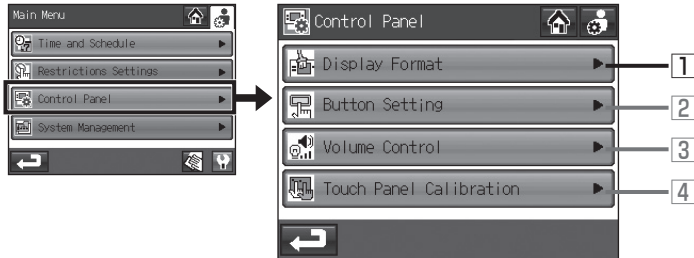 Main Menu
Time and Schedule
Restrictions Settings
Control Panel
System Management
Control Panel
Display Format
1
Button Setting
2
Volume Control
3
Touch Panel Calibration
4